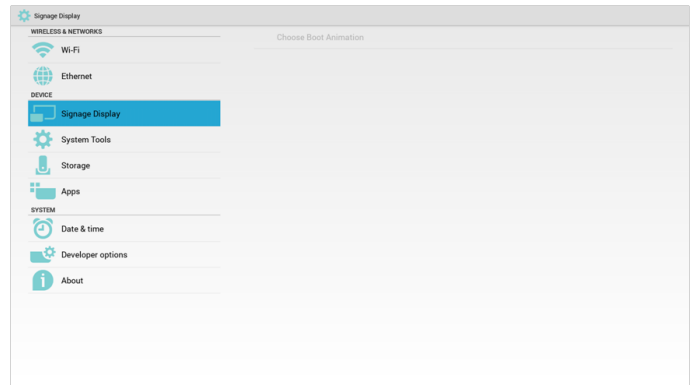 Signage Display
WIRELESS & NETWORKS
Wi-Fi
Ethernet
DEVICE
Signage Display
System Tools
Storage
Apps
SYSTEM
Date & time
Developer options
About
Choose Boot Animation